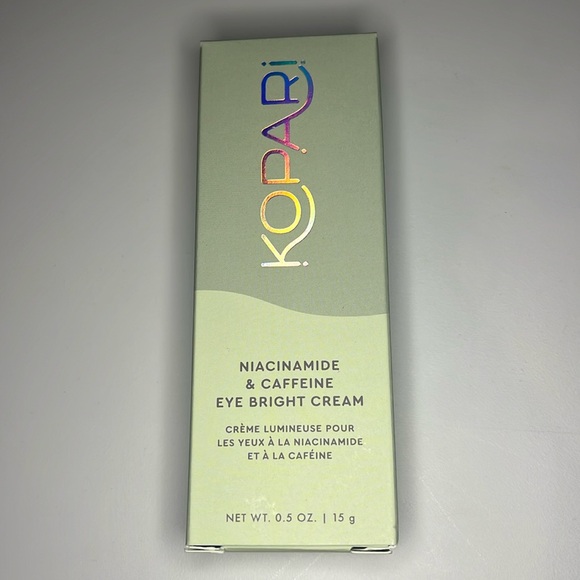 KOPARI
NIACINAMIDE
& CAFFEINE
EYE BRIGHT CREAM
CRÈME LUMINEUSE POUR
LES YEUX À LA NIACINAMIDE
ET À LA CAFÉINE
NET WT. 0.5 OZ. | 15 g